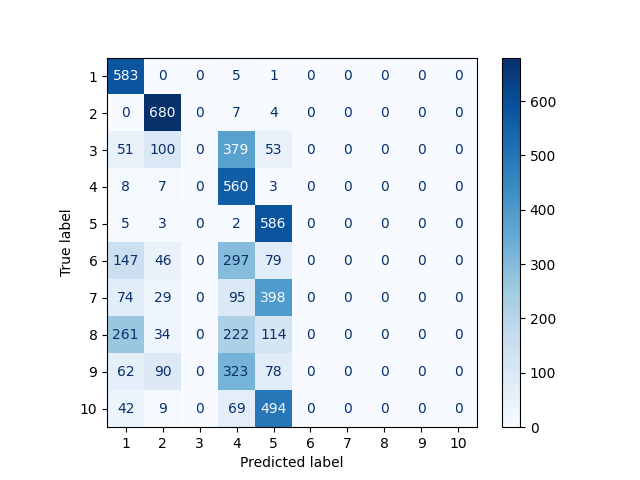 1 583 0 0 5 1 0 0 0 0 0
2 0 680 0 7 4 0 0 0 0 0
3 51 100 0 379 53 0 0 0 0 0
4 8 7 0 560 3 0 0 0 0 0
5 5 3 0 2 586 0 0 0 0 0
6 147 46 0 297 79 0 0 0 0 0
7 74 29 0 95 398 0 0 0 0 0
8 261 34 0 222 114 0 0 0 0 0
9 62 90 0 323 78 0 0 0 0 0
10 42 9 0 69 494 0 0 0 0 0
1 2 3 4 5 6 7 8 9 10
Predicted label
True label
600
500
400
300
200
100
0